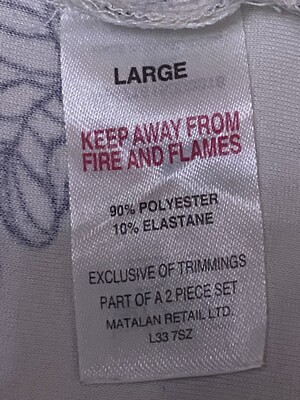 LARGE
KEEP AWAY FROM
FIRE AND FLAMES
90% POLYESTER
10% ELASTANE
EXCLUSIVE OF TRIMMINGS
PART OF A 2 PIECE SET
MATALAN RETAIL LTD.
L33 7SZ